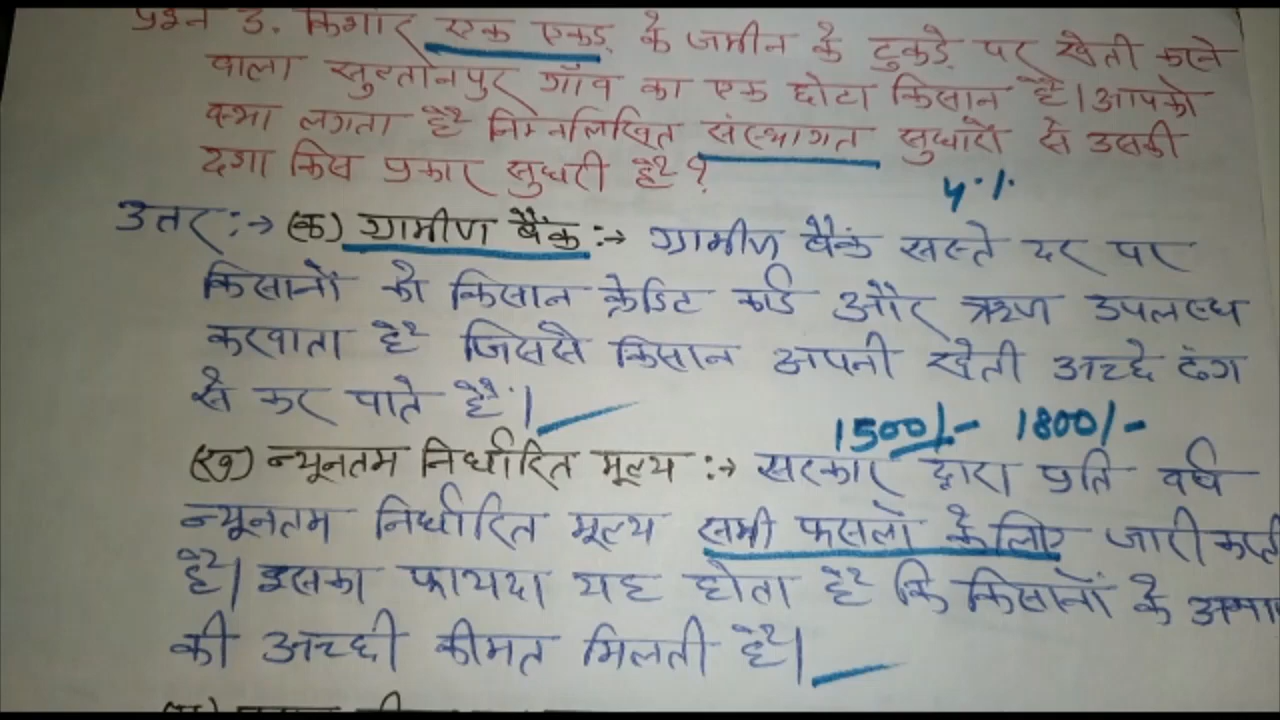 प्रश्न 3. किशोर एक एकड़ के जमीन के टुकड़े पर खेती करने
वाला सुल्तानपुर गाँव का एक छोटा किसान है। आपको
क्या लगता है निम्नलिखित संस्थागत सुधारों से उसकी
दशा किस प्रकार सुधरी है?
4%
उत्तर :→ (क) ग्रामीण बैंक :→ ग्रामीण बैंक सस्ते दर पर
किसानों को किसान क्रेडिट कार्ड और ऋण उपलब्ध
करवाता है जिससे किसान अपनी खेती अच्छे ढंग
से कर पाते हैं।
1500/- 1800/-
(ख) न्यूनतम निर्धारित मूल्य :→ सरकार द्वारा प्रति वर्ष
न्यूनतम निर्धारित मूल्य सभी फसलों के लिए जारी करती
है। इसका फायदा यह होता है कि किसानों के
की अच्छी कीमत मिलती है।